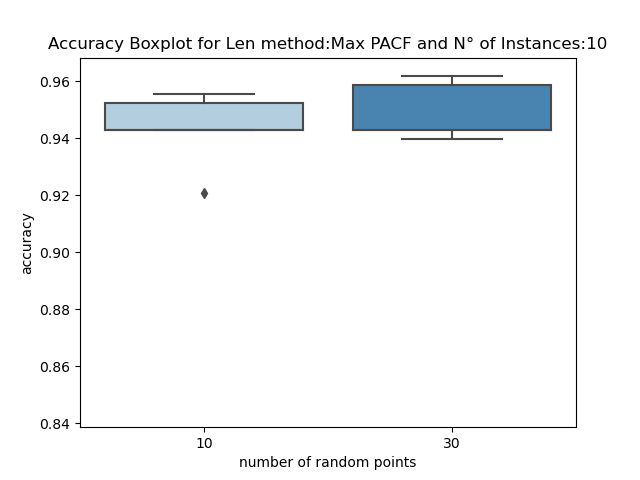 Accuracy Boxplot for Len method:Max PACF and N° of Instances:10
0.96
0.94
0.92
0.90
0.88
0.86
0.84
accuracy
10 30
number of random points